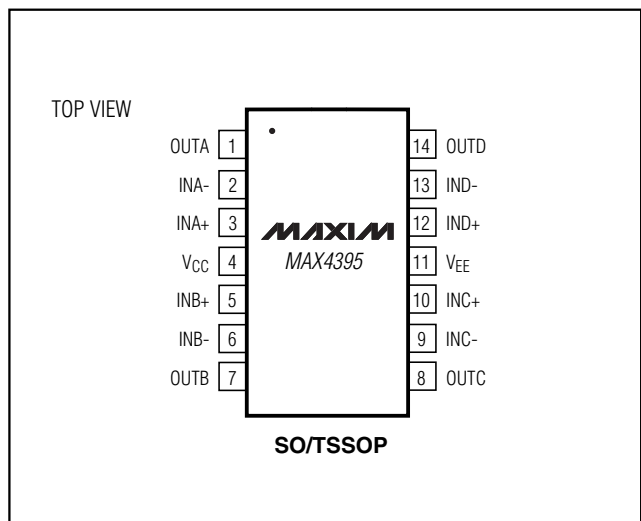 TOP VIEW
OUTA 1 14 OUTD
INA- 2 13 IND-
INA+ 3 12 IND+
MAXIM
VCC 4 MAX4395 11 VEE
INB+ 5 10 INC+
INB- 6 9 INC-
OUTB 7 8 OUTC
SO/TSSOP